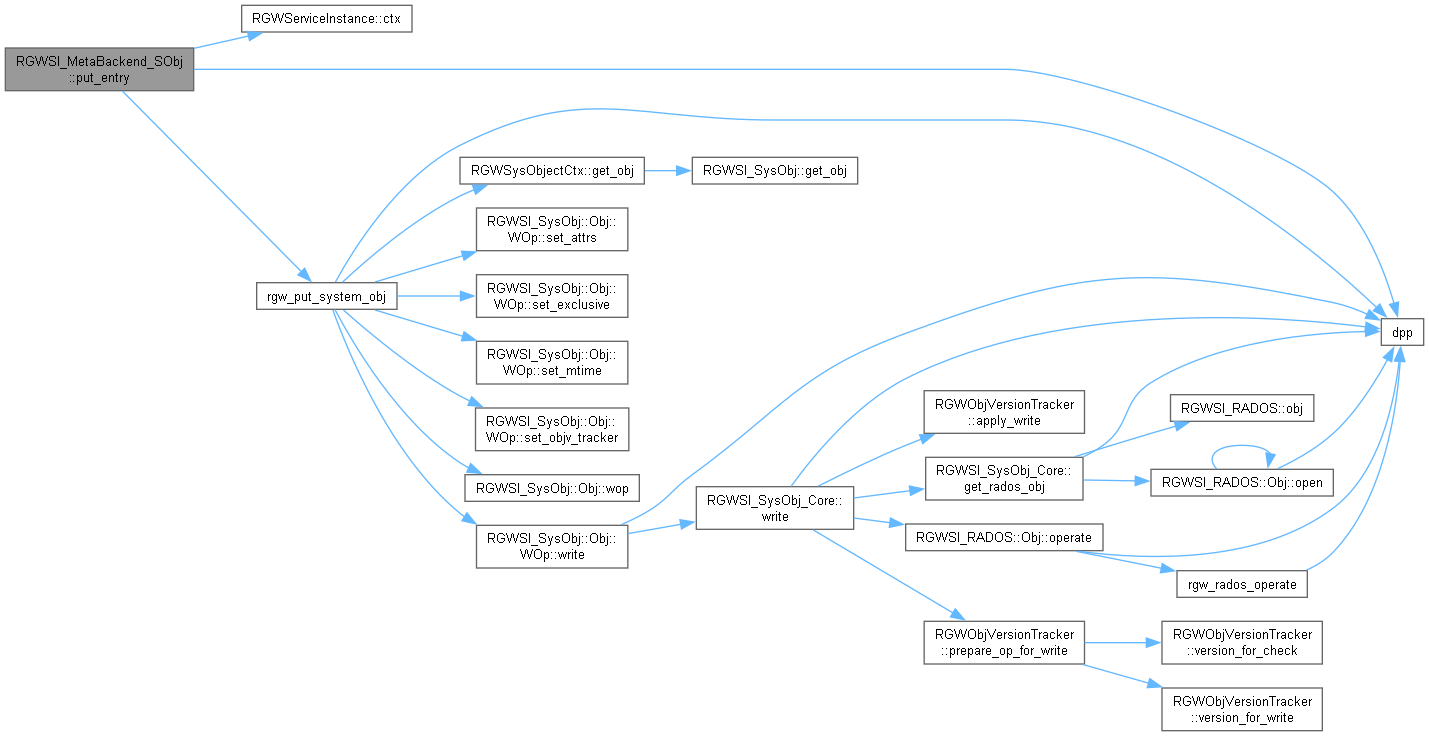 RGWServiceInstance::ctx
RGWSI_MetaBackend_SObj
::put_entry
RGWSysObjectCtx::get_obj
RGWSI_SysObj::get_obj
RGWSI_SysObj::Obj::
WOp::set_attrs
rgw_put_system_obj
RGWSI_SysObj::Obj::
WOp::set_exclusive
dpp
RGWSI_SysObj::Obj::
WOp::set_mtime
RGWObjVersionTracker
::apply_write
RGWSI_RADOS::obj
RGWSI_SysObj::Obj::
WOp::set_objv_tracker
RGWSI_SysObj_Core::
get_rados_obj
RGWSI_RADOS::Obj::open
RGWSI_SysObj::Obj::wop
RGWSI_SysObj_Core::
write
RGWSI_SysObj::Obj::
WOp::write
RGWSI_RADOS::Obj::operate
rgw_rados_operate
RGWObjVersionTracker
::prepare_op_for_write
RGWObjVersionTracker
::version_for_check
RGWObjVersionTracker
::version_for_write